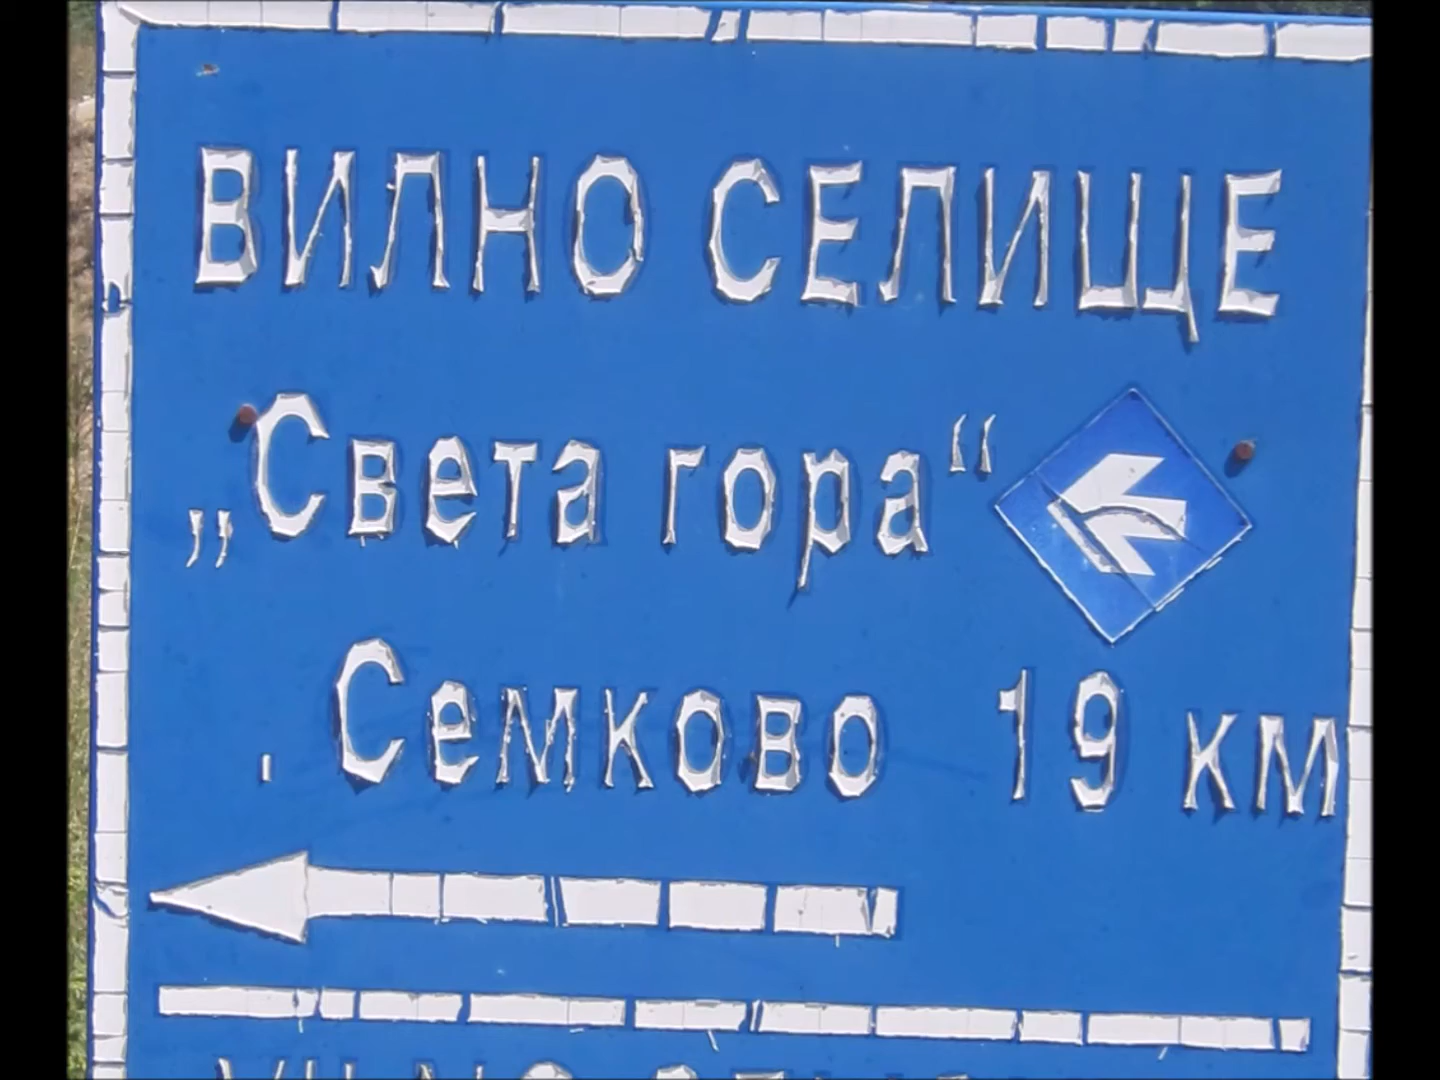 ВИЛНО СЕЛИЩЕ
„Света гора“
. Семково 19 км